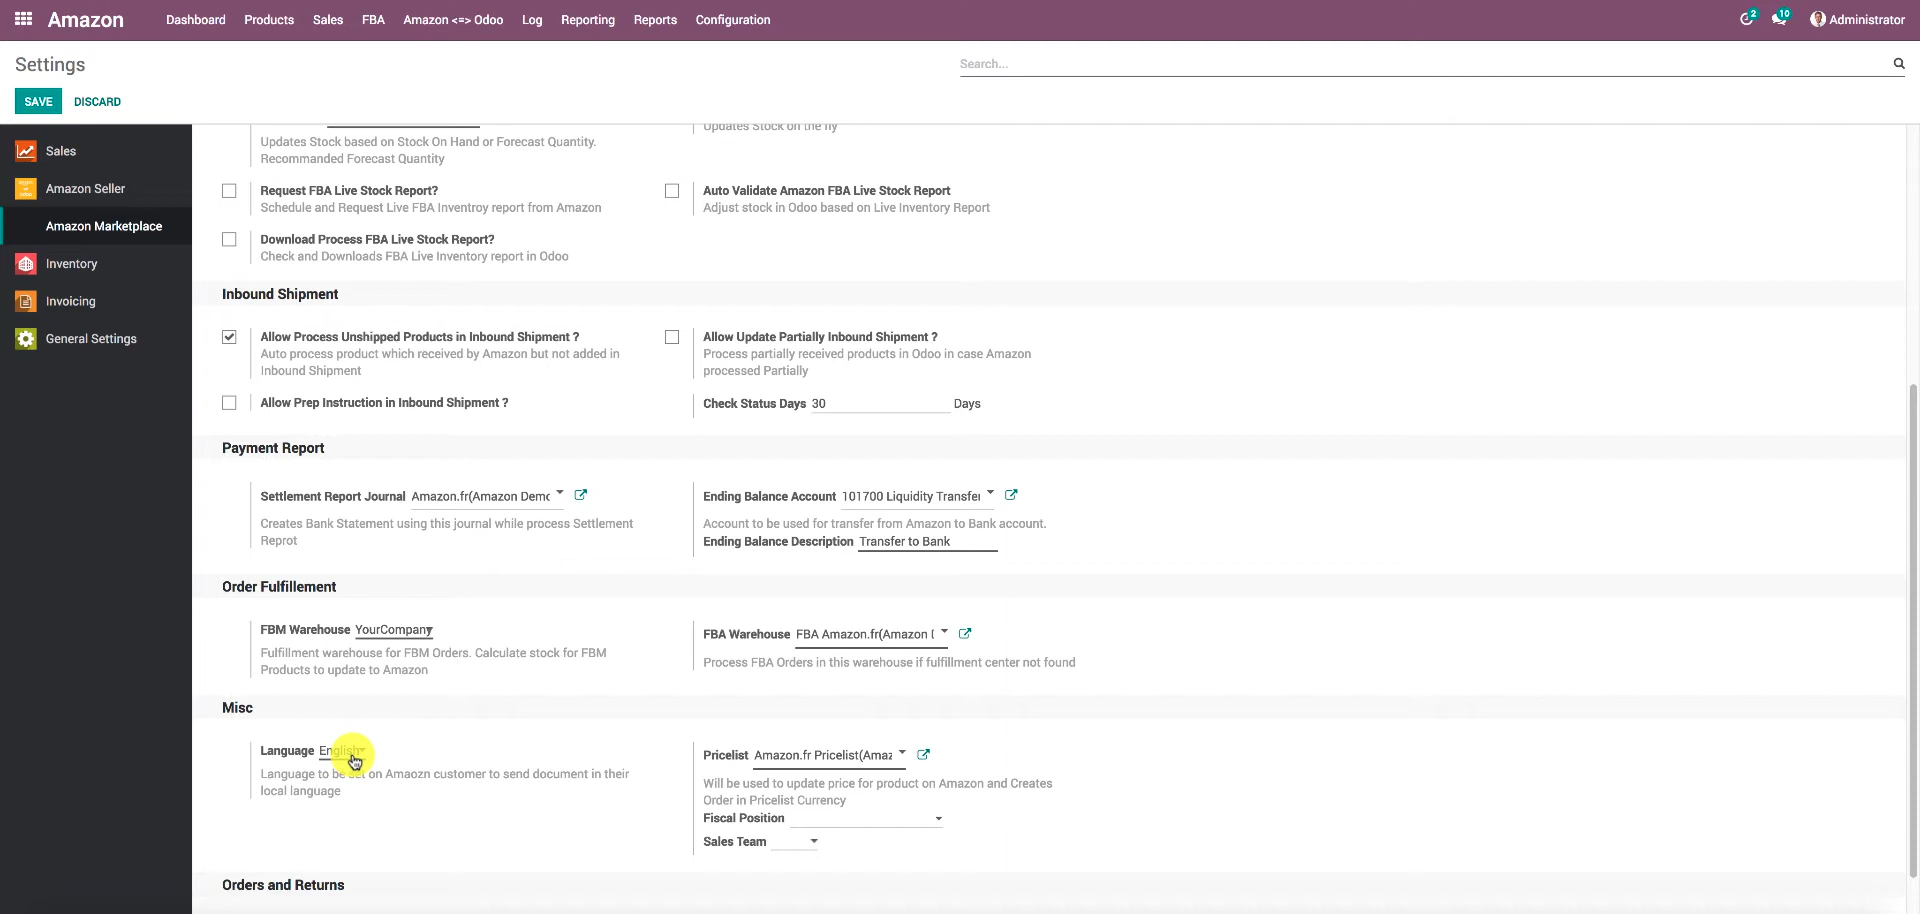 Amazon
Dashboard
Products
Sales
FBA
Amazon <=> Odoo
Log
Reporting
Reports
Configuration
2
10
Administrator
Settings
Search...
SAVE
DISCARD
Sales
Amazon Seller
Amazon Marketplace
Inventory
Invoicing
General Settings
Updates Stock based on Stock On Hand or Forecast Quantity.
Recommanded Forecast Quantity
Updates Stock on the fly
Request FBA Live Stock Report?
Schedule and Request Live FBA Inventroy report from Amazon
Auto Validate Amazon FBA Live Stock Report
Adjust stock in Odoo based on Live Inventory Report
Download Process FBA Live Stock Report?
Check and Downloads FBA Live Inventory report in Odoo
Inbound Shipment
Allow Process Unshipped Products in Inbound Shipment ?
Auto process product which received by Amazon but not added in
Inbound Shipment
Allow Update Partially Inbound Shipment ?
Process partially received products in Odoo in case Amazon
processed Partially
Allow Prep Instruction in Inbound Shipment ?
Check Status Days 30 Days
Payment Report
Settlement Report Journal Amazon.fr(Amazon Demc
Creates Bank Statement using this journal while process Settlement
Reprot
Ending Balance Account 101700 Liquidity Transfer
Account to be used for transfer from Amazon to Bank account.
Ending Balance Description Transfer to Bank
Order Fulfillement
FBM Warehouse YourCompany
Fulfillment warehouse for FBM Orders. Calculate stock for FBM
Products to update to Amazon
FBA Warehouse FBA Amazon.fr(Amazon [
Process FBA Orders in this warehouse if fulfillment center not found
Misc
Language English
Language to be set on Amaozn customer to send document in their
local language
Pricelist Amazon.fr Pricelist(Amaz
Will be used to update price for product on Amazon and Creates
Order in Pricelist Currency
Fiscal Position
Sales Team
Orders and Returns